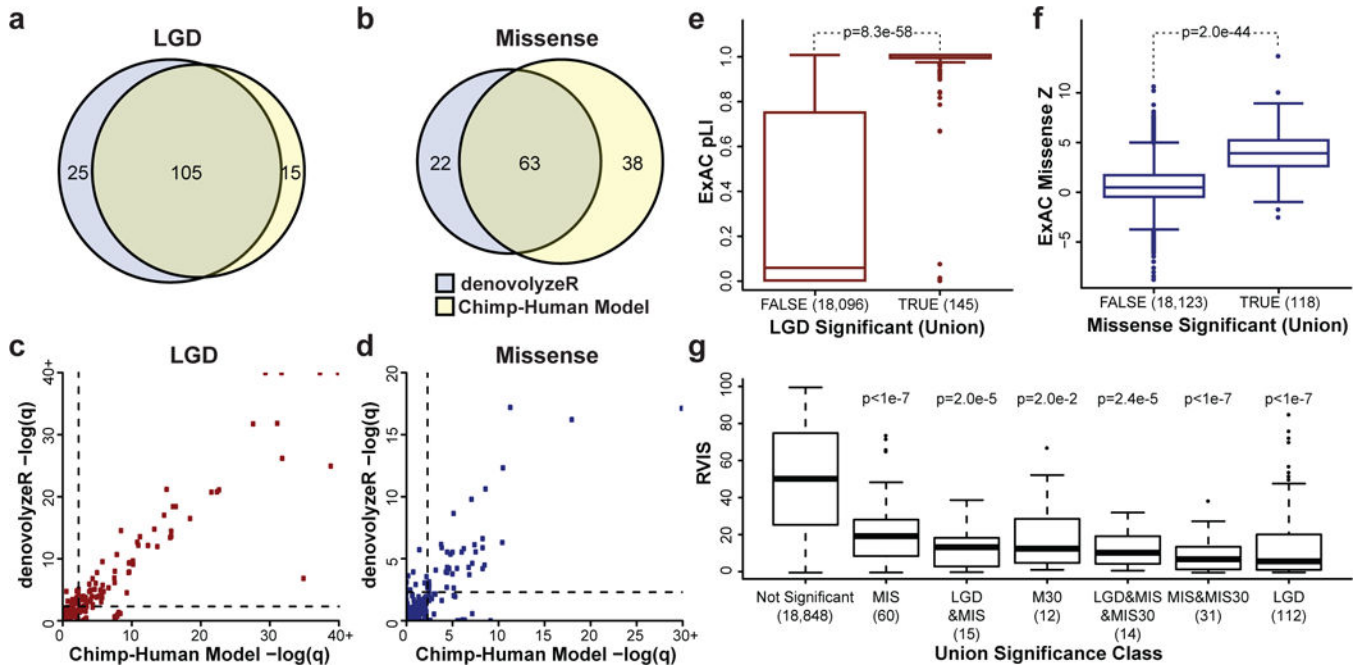 a
LGD
25
105
15
b
Missense
22
63
38
denovolyzeR
Chimp-Human Model
c
LGD
denovolyzeR −log(q)
0
10
20
30
40+
0
10
20
30
40+
Chimp-Human Model −log(q)
d
Missense
denovolyzeR −log(q)
0
5
10
15
20
0
5
10
15
20
25
30+
Chimp-Human Model −log(q)
e
p=8.3e-58
ExAC pLI
0.0
0.2
0.4
0.6
0.8
1.0
FALSE (18,096)
TRUE (145)
LGD Significant (Union)
f
p=2.0e-44
ExAC Missense Z
−5
0
5
10
FALSE (18,123)
TRUE (118)
Missense Significant (Union)
g
RVIS
0
20
40
60
80
100
p<1e-7
p=2.0e-5
p=2.0e-2
p=2.4e-5
p<1e-7
p<1e-7
Not Significant
(18,848)
MIS
(60)
LGD
&MIS
(15)
M30
(12)
LGD&MIS
&MIS30
(14)
MIS&MIS30
(31)
LGD
(112)
Union Significance Class